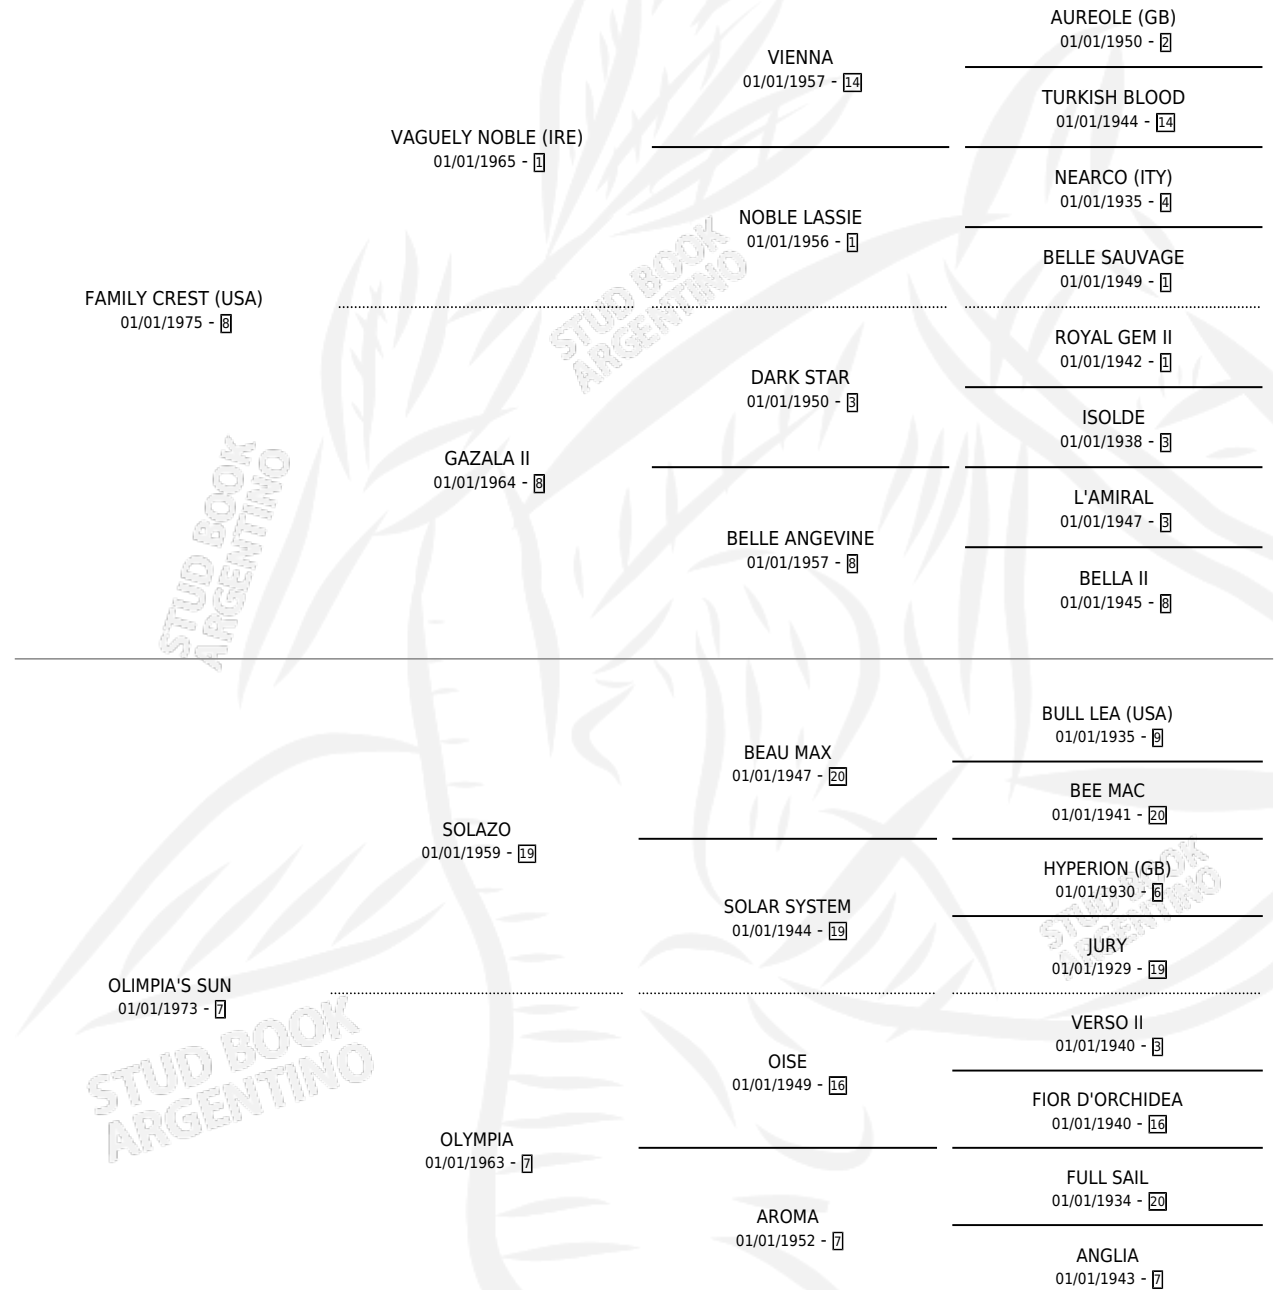 AUREOLE (GB)
01/01/1950 - 2
VIENNA
01/01/1957 - 14
TURKISH BLOOD
01/01/1944 - 14
VAGUELY NOBLE (IRE)
01/01/1965 - 1
NEARCO (ITY)
01/01/1935 - 4
NOBLE LASSIE
01/01/1956 - 1
BELLE SAUVAGE
01/01/1949 - 1
FAMILY CREST (USA)
01/01/1975 - 8
ROYAL GEM II
01/01/1942 - 1
DARK STAR
01/01/1950 - 3
ISOLDE
01/01/1938 - 3
GAZALA II
01/01/1964 - 8
L'AMIRAL
01/01/1947 - 3
BELLE ANGEVINE
01/01/1957 - 8
BELLA II
01/01/1945 - 8
BULL LEA (USA)
01/01/1935 - 9
BEAU MAX
01/01/1947 - 20
BEE MAC
01/01/1941 - 20
SOLAZO
01/01/1959 - 19
HYPERION (GB)
01/01/1930 - 6
SOLAR SYSTEM
01/01/1944 - 19
JURY
01/01/1929 - 19
OLIMPIA'S SUN
01/01/1973 - 7
VERSO II
01/01/1940 - 3
OISE
01/01/1949 - 16
FIOR D'ORCHIDEA
01/01/1940 - 16
OLYMPIA
01/01/1963 - 7
FULL SAIL
01/01/1934 - 20
AROMA
01/01/1952 - 7
ANGLIA
01/01/1943 - 7
STUD BOOK
ARGENTINO
STUD BOOK
ARGENTINO
STUD BOOK
ARGENTINO
STUD BOOK
ARGENTINO